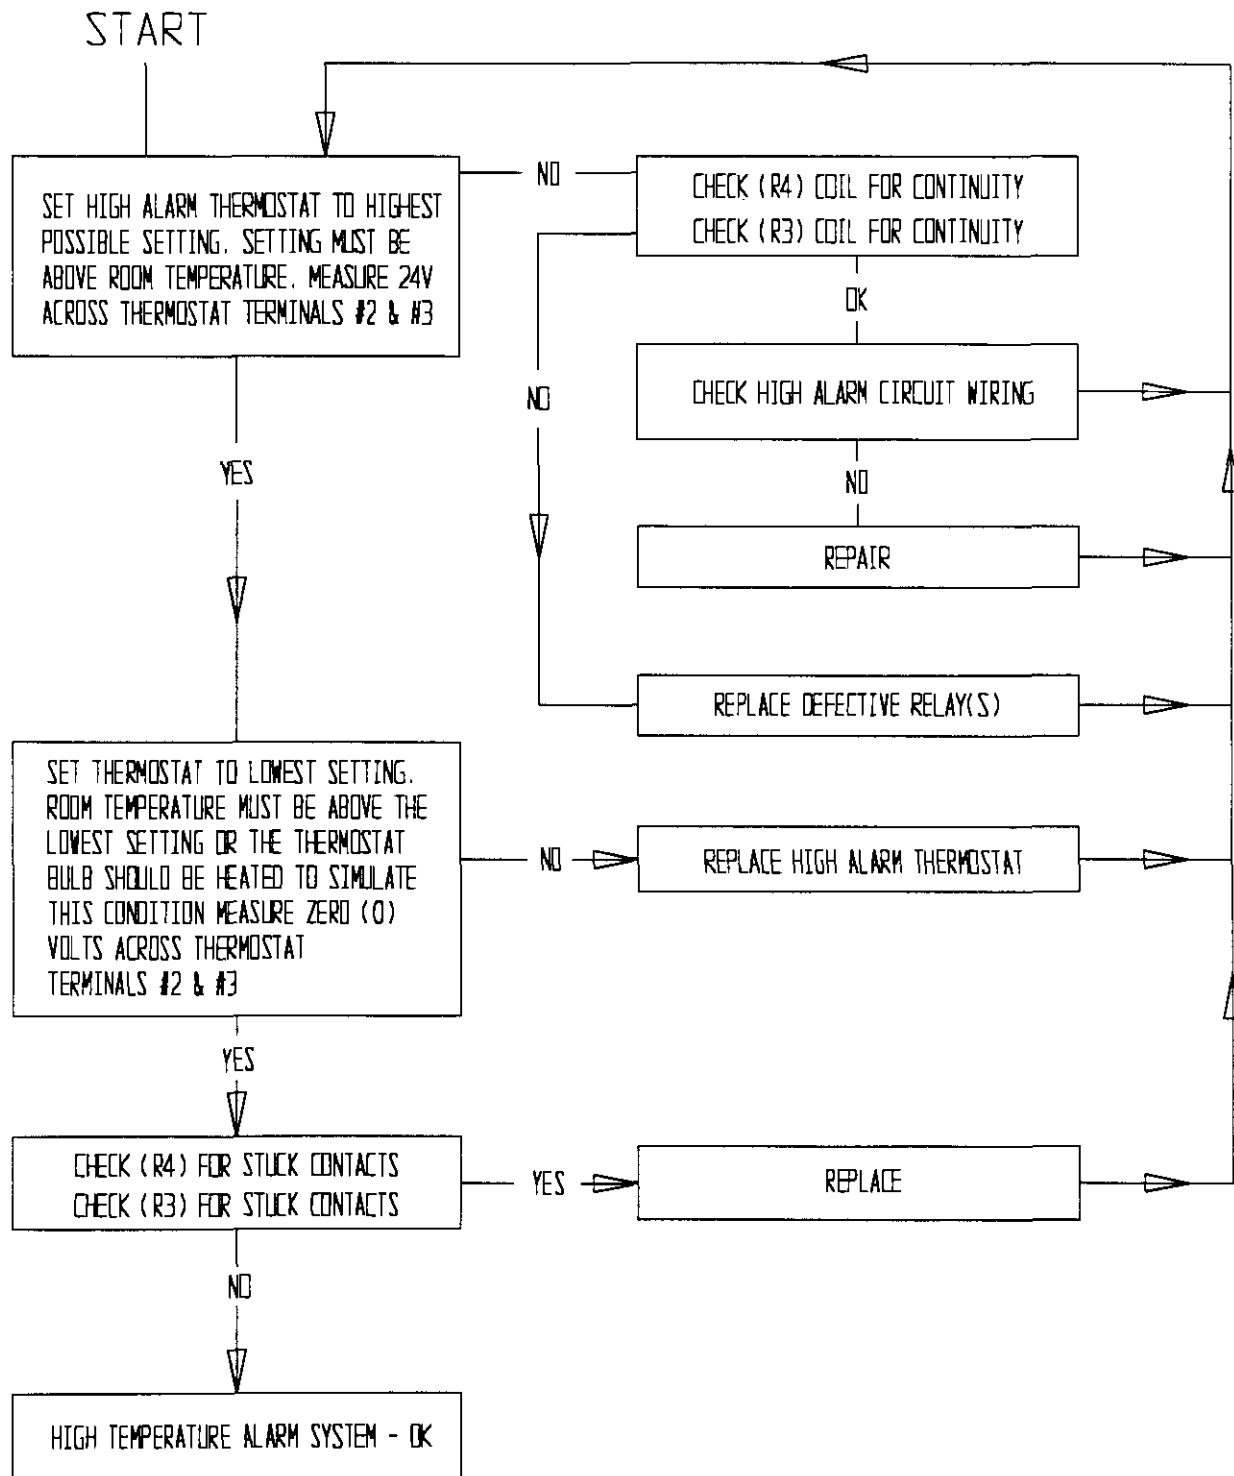 START
SET HIGH ALARM THERMOSTAT TO HIGHEST
POSSIBLE SETTING. SETTING MUST BE
ABOVE ROOM TEMPERATURE. MEASURE 24V
ACROSS THERMOSTAT TERMINALS #2 & #3
NO
CHECK (R4) COIL FOR CONTINUITY
CHECK (R3) COIL FOR CONTINUITY
OK
NO
CHECK HIGH ALARM CIRCUIT WIRING
YES
NO
REPAIR
REPLACE DEFECTIVE RELAY(S)
SET THERMOSTAT TO LOWEST SETTING.
ROOM TEMPERATURE MUST BE ABOVE THE
LOWEST SETTING OR THE THERMOSTAT
BULB SHOULD BE HEATED TO SIMULATE
THIS CONDITION MEASURE ZERO (0)
VOLTS ACROSS THERMOSTAT
TERMINALS #2 & #3
NO
REPLACE HIGH ALARM THERMOSTAT
YES
CHECK (R4) FOR STUCK CONTACTS
CHECK (R3) FOR STUCK CONTACTS
YES
REPLACE
NO
HIGH TEMPERATURE ALARM SYSTEM - OK